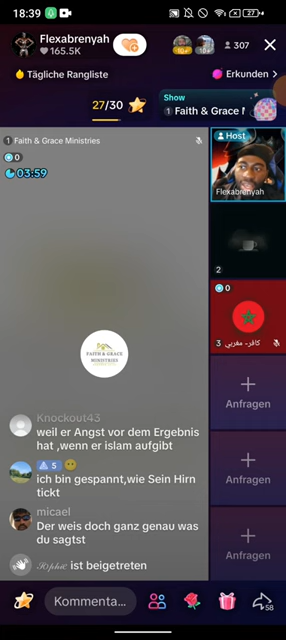 18:39
27
Flexabrenyah
165.5K
307
Tägliche Rangliste
Erkunden
27/30
Show
1 Faith & Grace
1 Faith & Grace Ministries
0
03:59
Host
Flexabrenyah
2
0
FAITH & GRACE
MINISTRIES
3 كافر- مغربي
Anfragen
Anfragen
Anfragen
Knockout43
weil er Angst vor dem Ergebnis
hat ,wenn er islam aufgibt
5
ich bin gespannt,wie Sein Hirn
tickt
micael
Der weis doch ganz genau was
du sagtst
Sophie ist beigetreten
Kommenta...
58